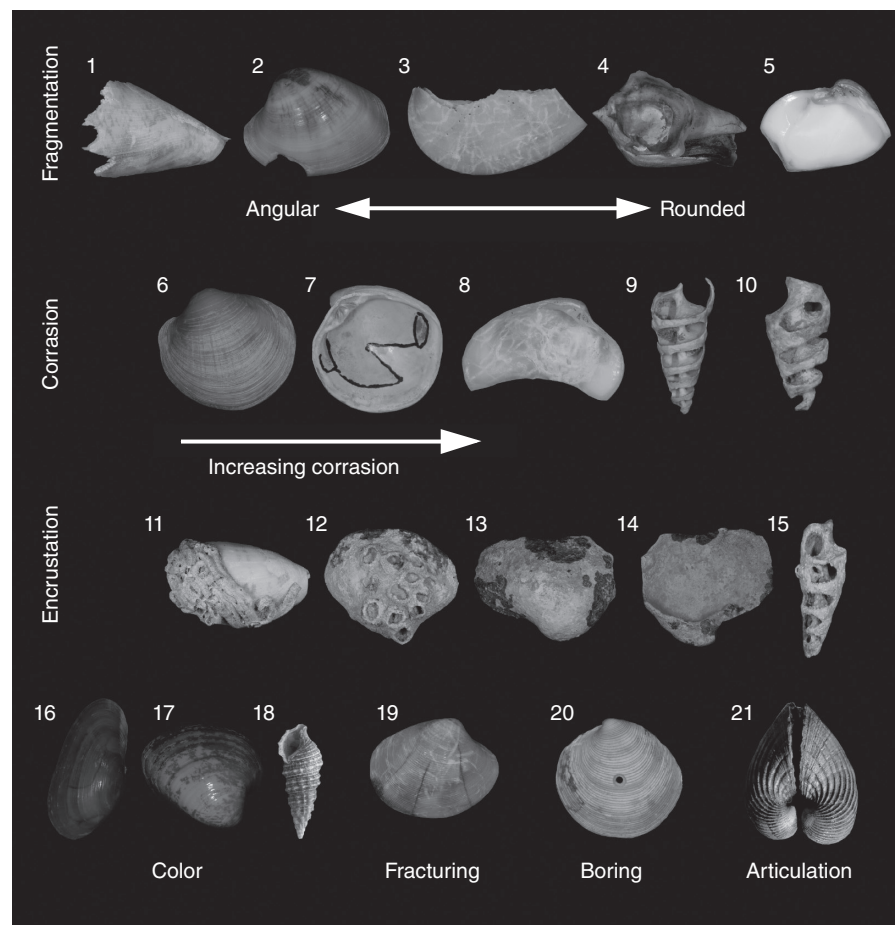 Fragmentation
1 2 3 4 5
Angular Rounded
Corrasion
6 7 8 9 10
Increasing corrasion
Encrustation
11 12 13 14 15
16 17 18 19 20 21
Color Fracturing Boring Articulation